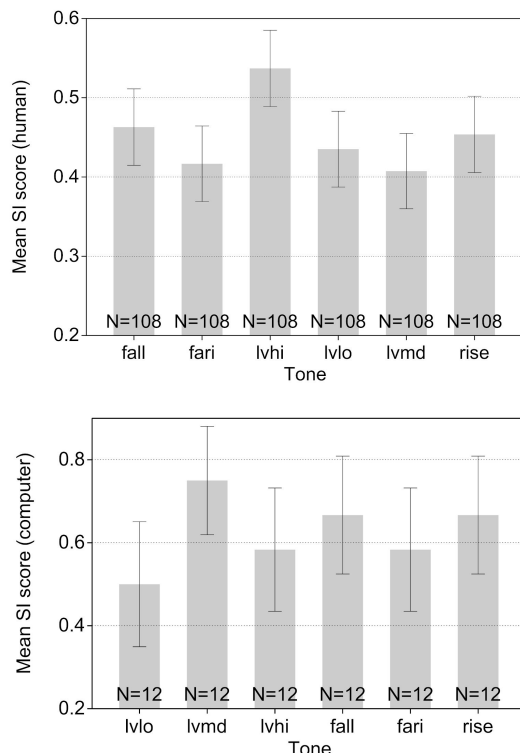 Mean SI score (human)
0.6
0.5
0.4
0.3
0.2
N=108 N=108 N=108 N=108 N=108 N=108
fall fari lvhi lvlo lvmd rise
Tone
Mean SI score (computer)
0.8
0.6
0.4
0.2
N=12 N=12 N=12 N=12 N=12 N=12
lvlo lvmd lvhi fall fari rise
Tone